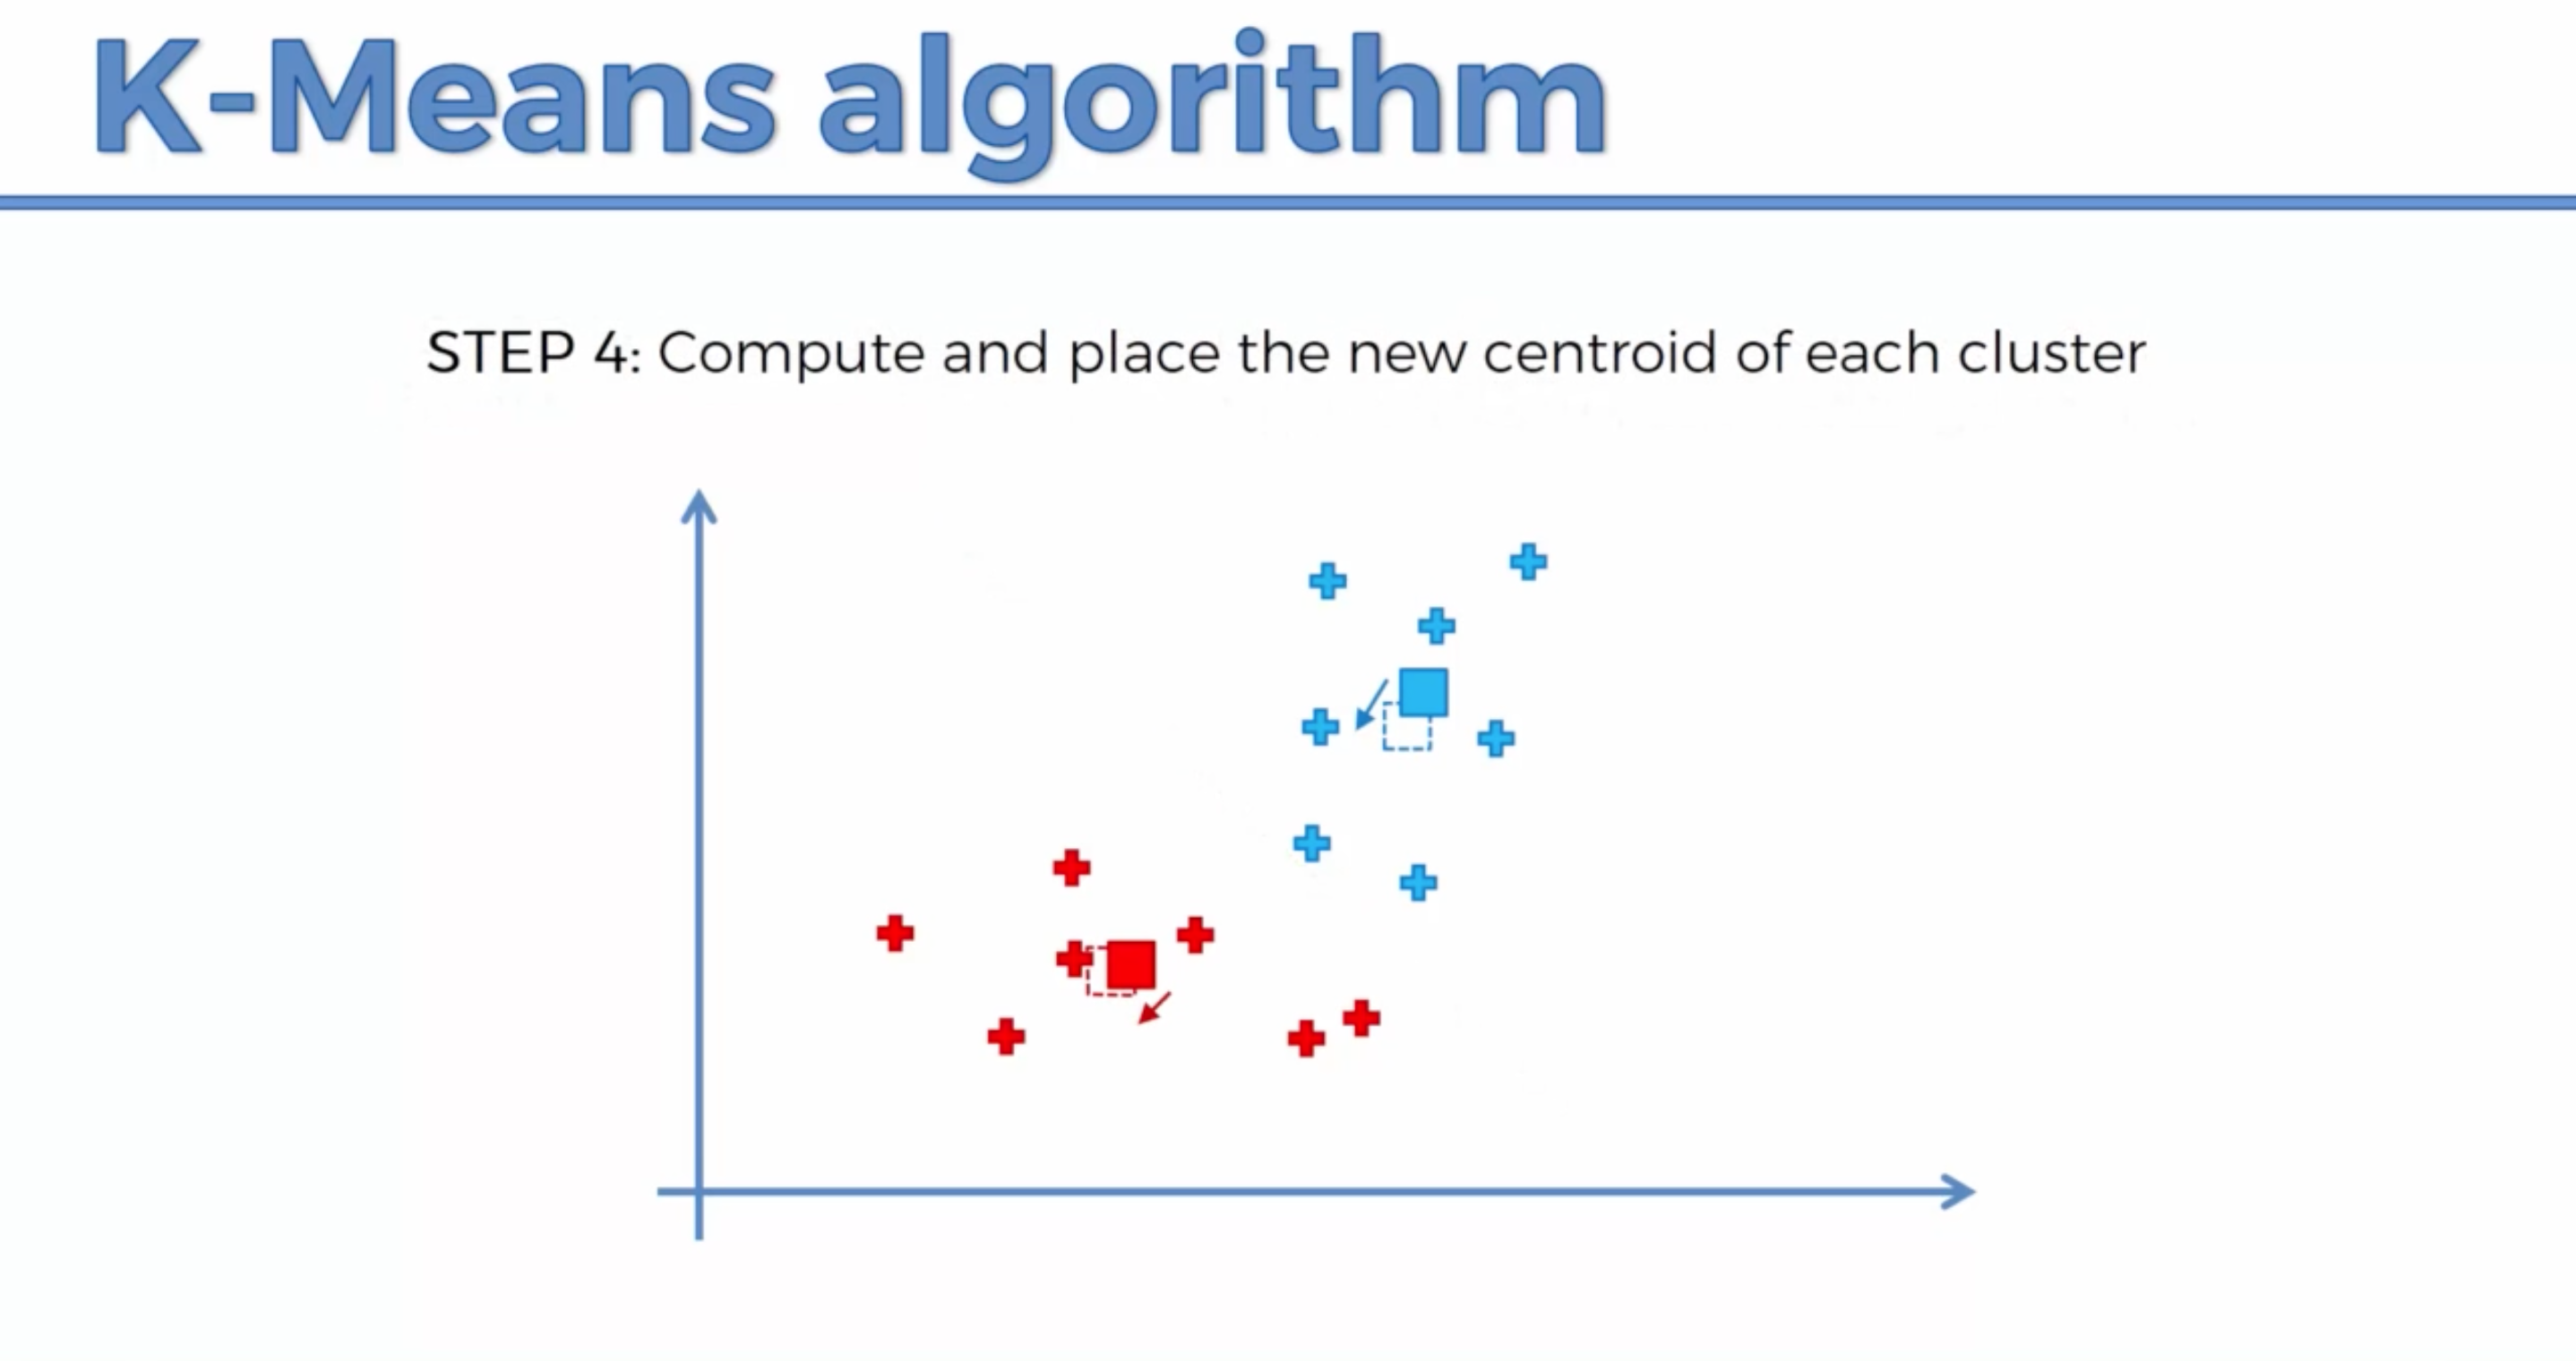 K-Means algorithm
STEP 4: Compute and place the new centroid of each cluster